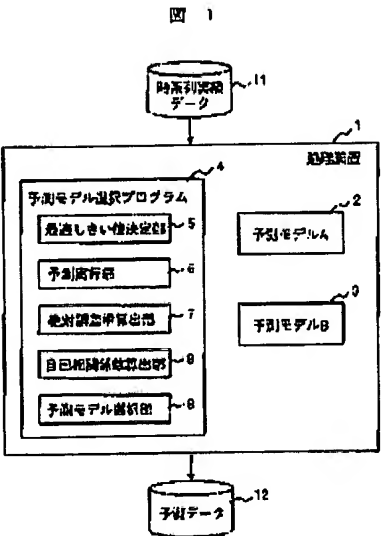 図 1
時系列実績
データ
11
1
処理装置
4
予測モデル選択プログラム
最適しきい値決定部
5
予測実行部
6
絶対誤差率算出部
7
自己相関係数算出部
8
予測モデル選択部
9
2
予測モデルA
3
予測モデルB
予測データ
12